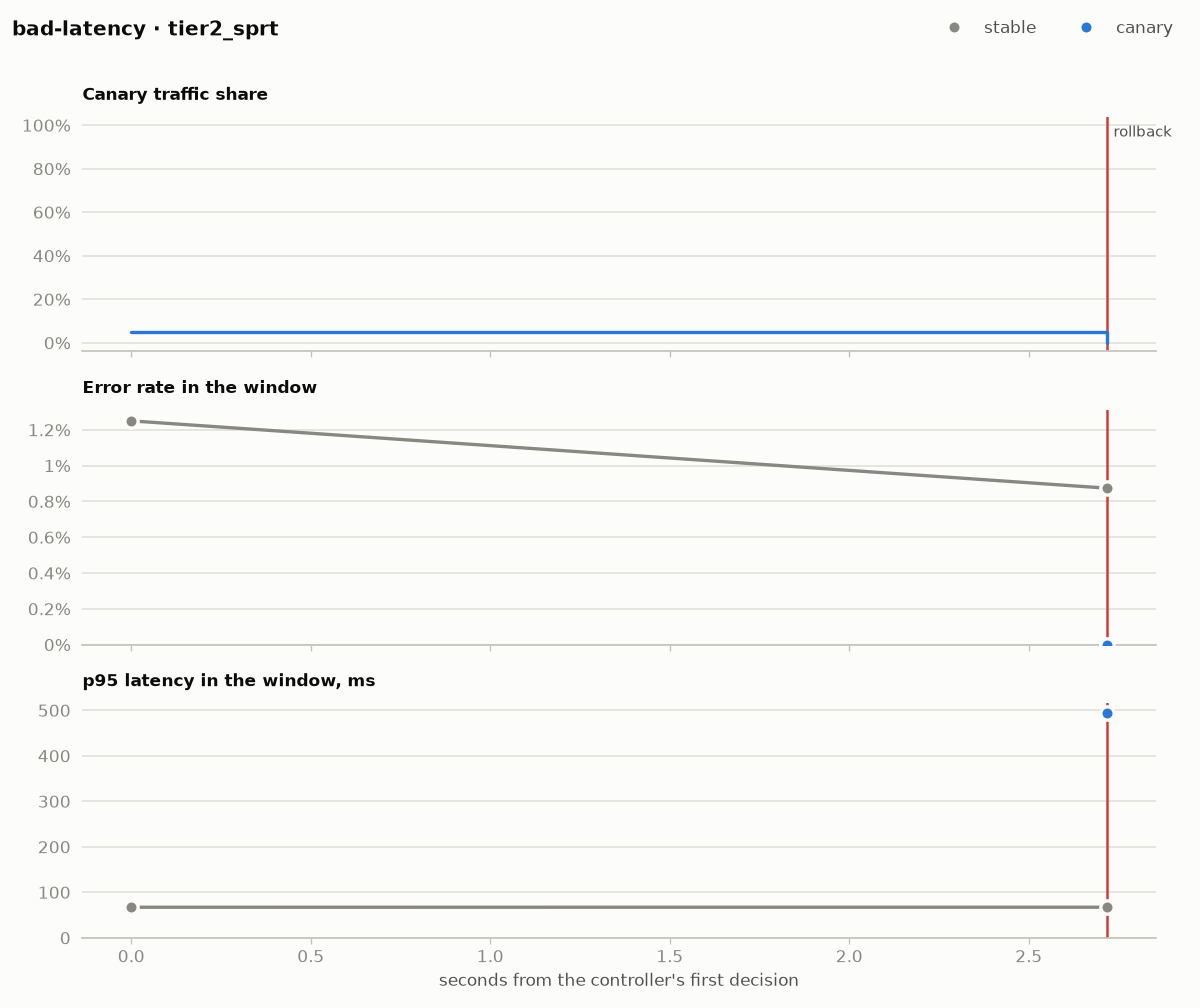 bad-latency · tier2_sprt
stable
canary
Canary traffic share
100%
rollback
80%
60%
40%
20%
0%
Error rate in the window
1.2%
1%
0.8%
0.6%
0.4%
0.2%
0%
p95 latency in the window, ms
500
400
300
200
100
0
0.0 0.5 1.0 1.5 2.0 2.5
seconds from the controller's first decision